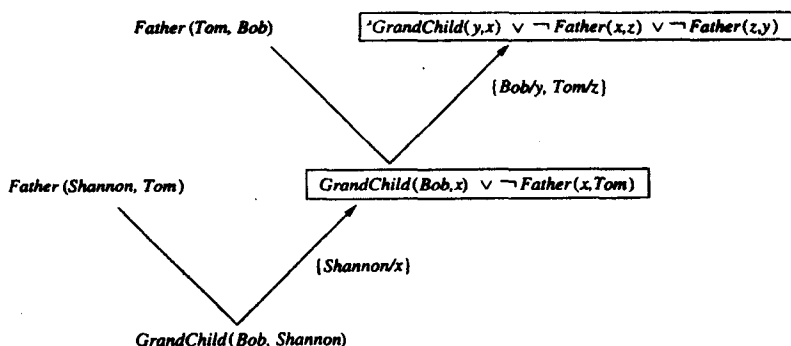 Father (Tom, Bob)
'GrandChild(y,x) ∨ ¬ Father(x,z) ∨ ¬ Father(z,y)
{Bob/y, Tom/z}
Father (Shannon, Tom)
GrandChild(Bob,x) ∨ ¬ Father(x,Tom)
{Shannon/x}
GrandChild(Bob, Shannon)